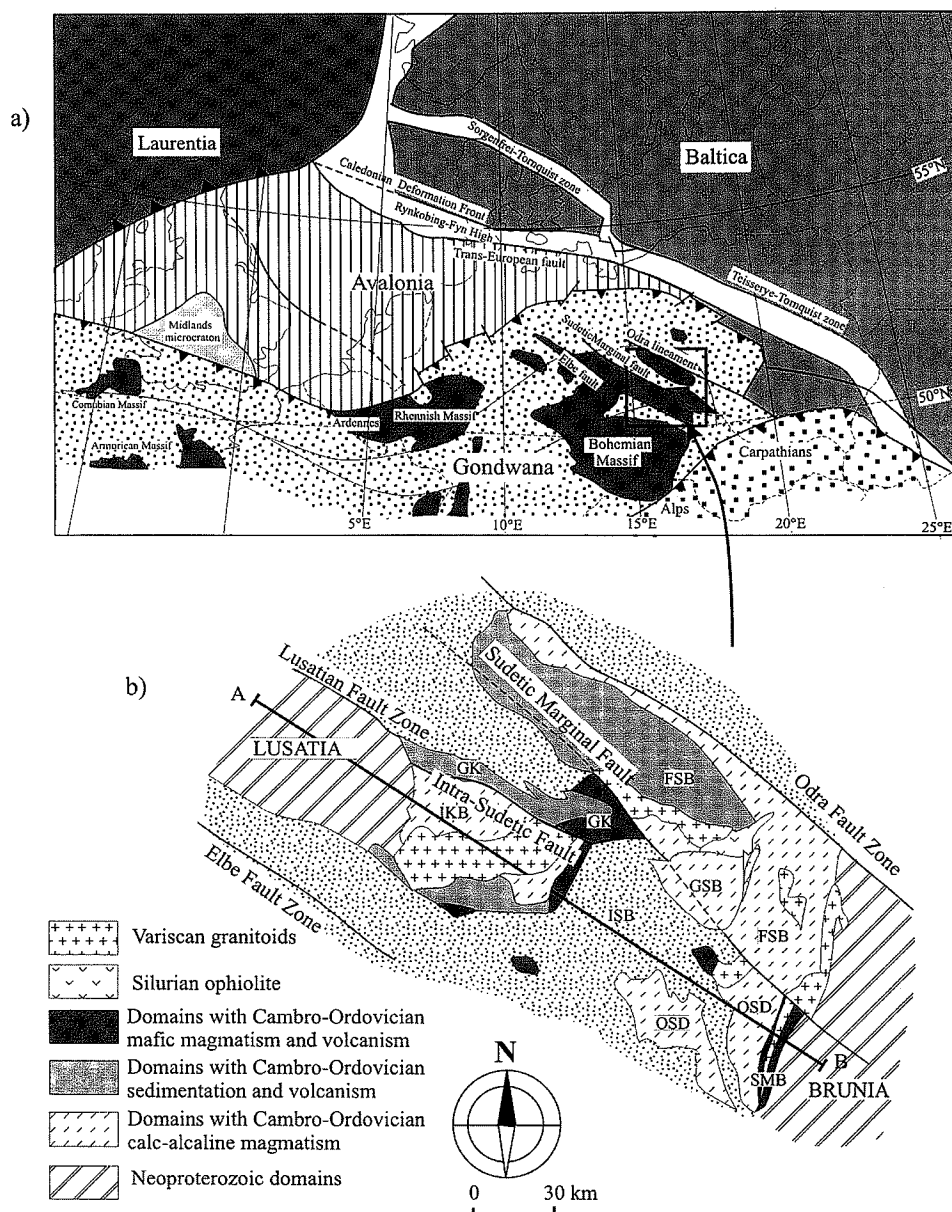 a)
Laurentia
Baltica
Sorgenfrei-Tornquist zone
55°N
Caledonian Deformation Front
Rynkobing-Fyn High
Trans-European fault
Avalonia
Teisserye-Tornquist zone
Midlands
microcraton
Sudetic Marginal fault
Odra lineament
Elbe fault
50°N
Cornubian Massif
Ardennes
Rhennish Massif
Armorican Massif
Gondwana
Bohemian
Massif
Carpathians
Alps
5°E
10°E
15°E
20°E
25°E
b)
A
Lusatian Fault Zone
Sudetic Marginal Fault
LUSATIA
GK
FSB
Intra-Sudetic Fault
IKB
GK
Odra Fault Zone
Elbe Fault Zone
GSB
ISB
FSB
OSD
OSD
B
SMB
BRUNIA
Variscan granitoids
Silurian ophiolite
Domains with Cambro-Ordovician
mafic magmatism and volcanism
Domains with Cambro-Ordovician
sedimentation and volcanism
Domains with Cambro-Ordovician
calc-alcaline magmatism
Neoproterozoic domains
N
0
30 km